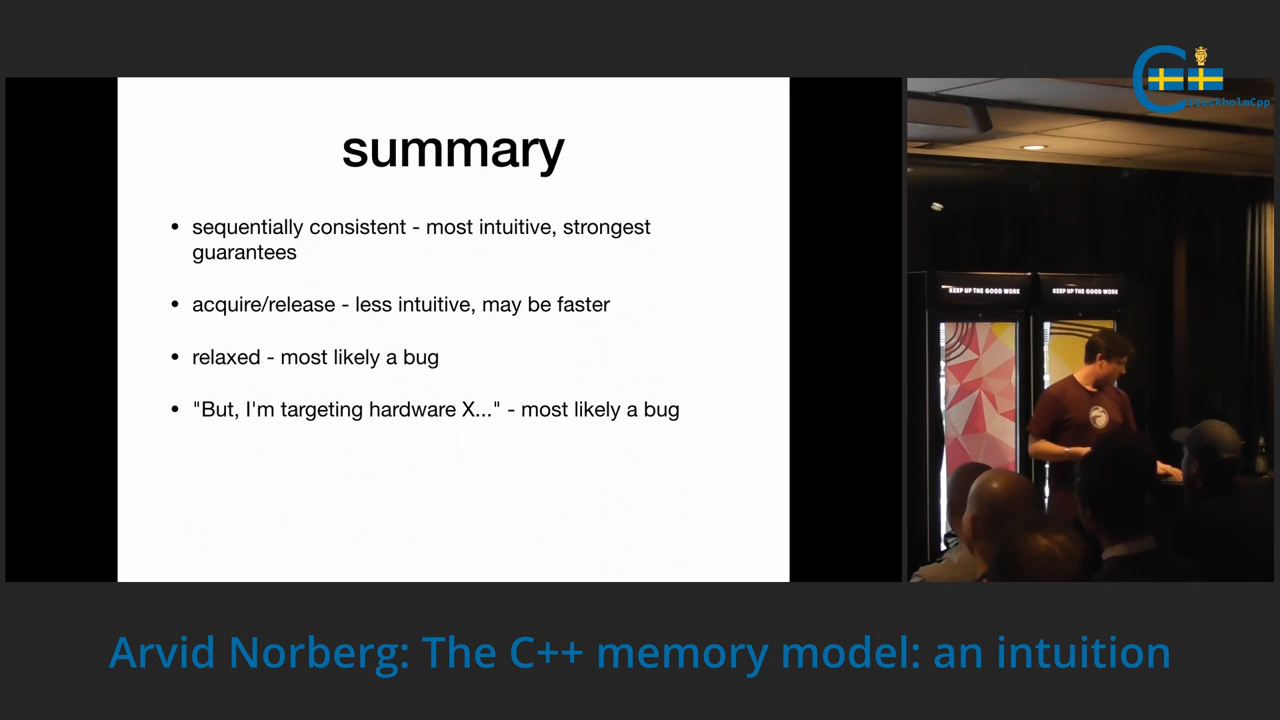 StockholmCpp
summary
• sequentially consistent - most intuitive, strongest
guarantees
• acquire/release - less intuitive, may be faster
• relaxed - most likely a bug
• "But, I'm targeting hardware X..." - most likely a bug
KEEP UP THE GOOD WORK
KEEP UP THE GOOD WORK
Arvid Norberg: The C++ memory model: an intuition